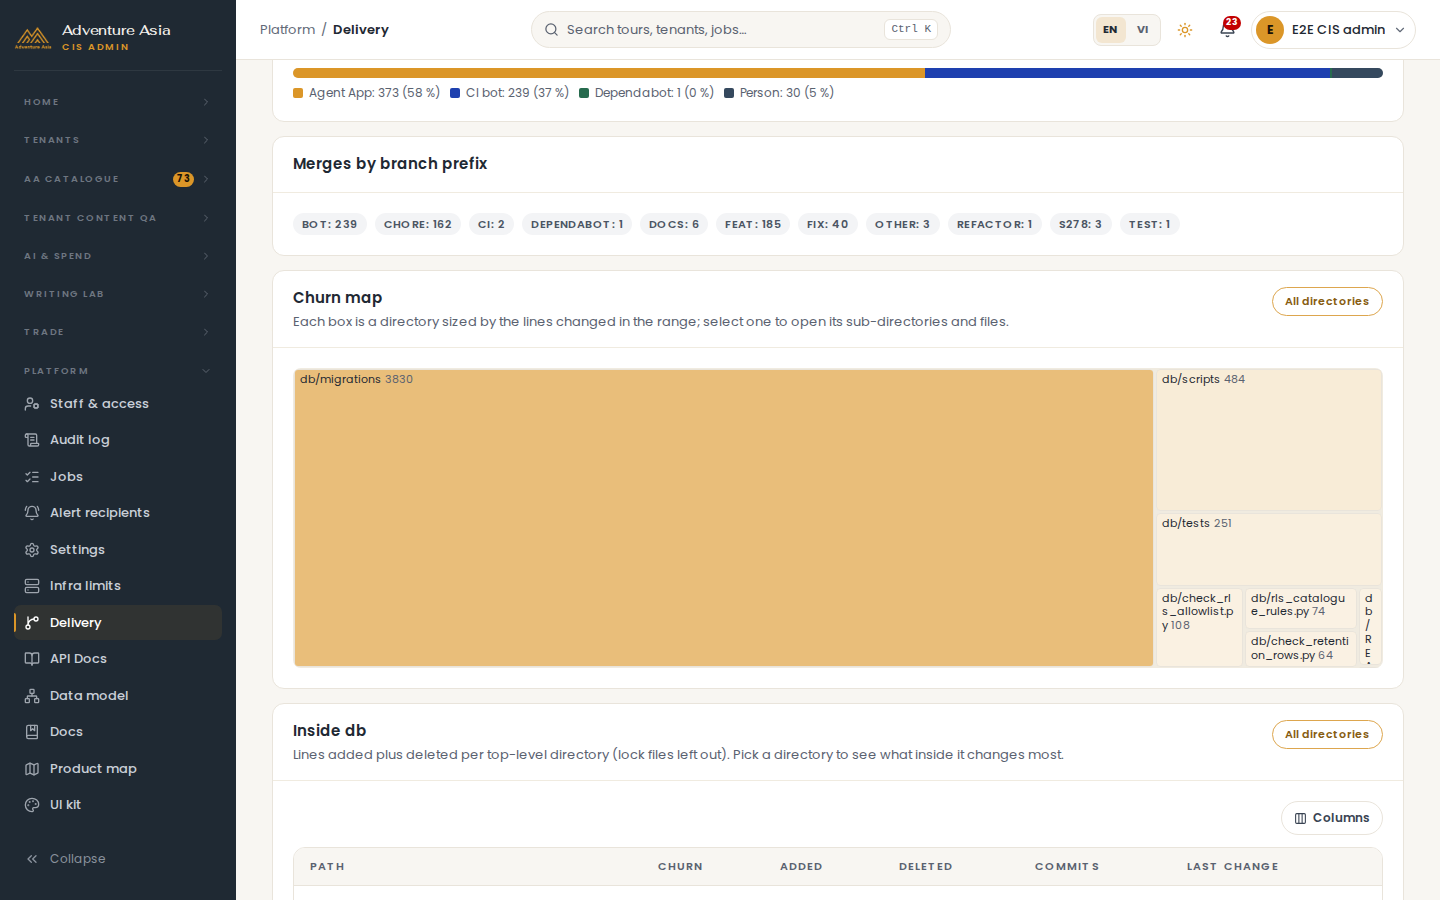 Adventure Asia
CIS ADMIN
Adventure Asia
Platform / Delivery
Search tours, tenants, jobs...
Ctrl K
EN
VI
23
E
E2E CIS admin
HOME
TENANTS
AA CATALOGUE
73
TENANT CONTENT QA
AI & SPEND
WRITING LAB
TRADE
PLATFORM
Staff & access
Audit log
Jobs
Alert recipients
Settings
Infra limits
Delivery
API Docs
Data model
Docs
Product map
UI kit
Collapse
Agent App: 373 (58 %)
CI bot: 239 (37 %)
Dependabot: 1 (0 %)
Person: 30 (5 %)
Merges by branch prefix
BOT: 239
CHORE: 162
CI: 2
DEPENDABOT: 1
DOCS: 6
FEAT: 185
FIX: 40
OTHER: 3
REFACTOR: 1
S278: 3
TEST: 1
Churn map
Each box is a directory sized by the lines changed in the range; select one to open its sub-directories and files.
All directories
db/migrations 3830
db/scripts 484
db/tests 251
db/check_rl
s_allowlist.p
y 108
db/rls_catalogu
e_rules.py 74
db/check_retenti
on_rows.py 64
d
b
/
R
E
Inside db
Lines added plus deleted per top-level directory (lock files left out). Pick a directory to see what inside it changes most.
All directories
Columns
PATH
CHURN
ADDED
DELETED
COMMITS
LAST CHANGE